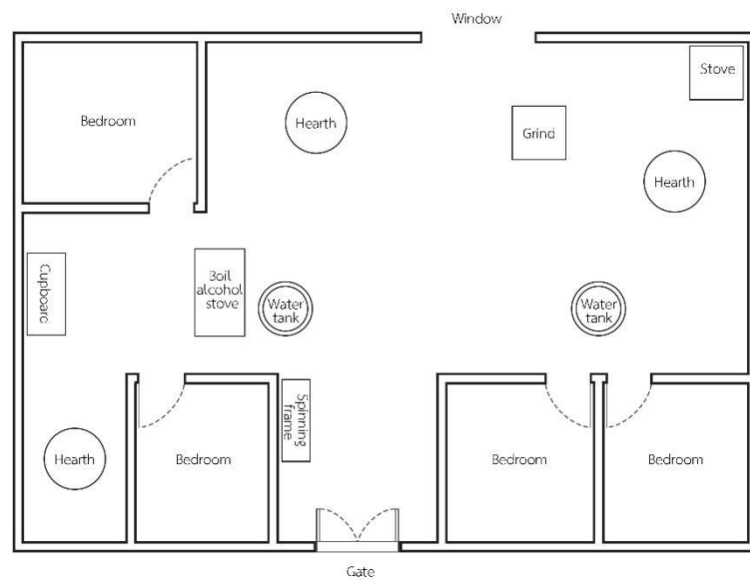 Window
Stove
Bedroom
Hearth
Grind
Hearth
Cupboard
Boil
alcohol
stove
Water
tank
Water
tank
Spinning
frame
Hearth
Bedroom
Bedroom
Bedroom
Gate